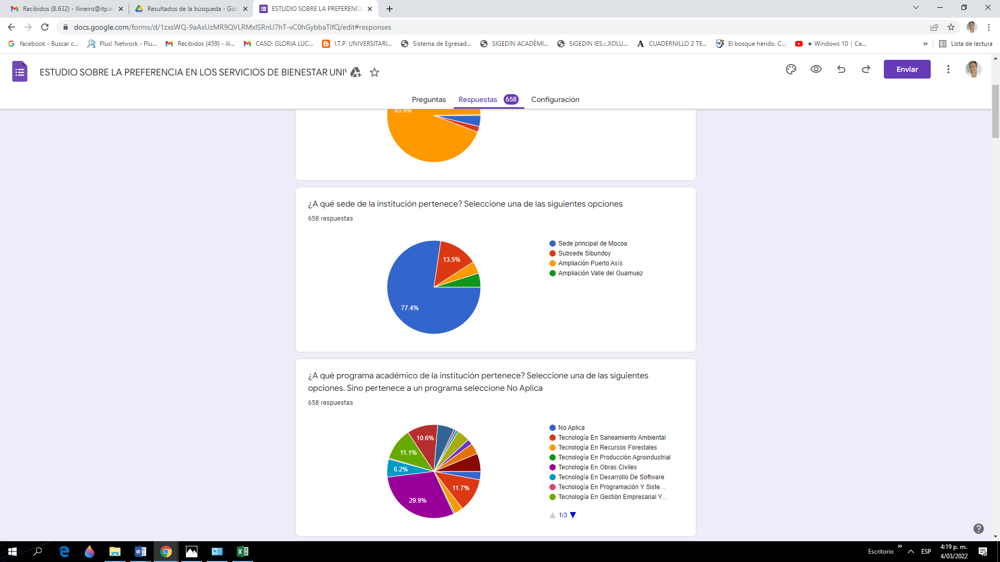 Recibidos (8.632) - llineiro@itp.e
Resultados de la búsqueda - Goo
ESTUDIO SOBRE LA PREFERENCIA
docs.google.com/forms/d/1zxsWQ-9aAxUzMR9QVLRMxlSRnU7hT-vC0hGybbaTIfQ/edit#responses
facebook - Buscar c...
Plus! Network - Plu...
Recibidos (459) - ili...
CASO: GLORIA LUC...
I.T.P. UNIVERSITARI...
Sistema de Egresad...
SIGEDIN ACADÉMI...
SIGEDIN IES.::.XOLU...
CUADERNILLO 2 TE...
El bosque herido. C...
★ Windows 10 | Ca...
»
Lista de lectura
ESTUDIO SOBRE LA PREFERENCIA EN LOS SERVICIOS DE BIENESTAR UNIV
Enviar
Preguntas
Respuestas 658
Configuración
93.9%
¿A qué sede de la institución pertenece? Seleccione una de las siguientes opciones
658 respuestas
Sede principal de Mocoa
Subsede Sibundoy
Ampliación Puerto Asís
Ampliación Valle del Guamuez
13.5%
77.4%
¿A qué programa académico de la institución pertenece? Seleccione una de las siguientes
opciones. Sino pertenece a un programa seleccione No Aplica
658 respuestas
No Aplica
Tecnología En Saneamiento Ambiental
Tecnología En Recursos Forestales
Tecnología En Producción Agroindustrial
Tecnología En Obras Civiles
Tecnología En Desarrollo De Software
Tecnología En Programación Y Siste...
Tecnología En Gestión Empresarial Y...
1/3
10.6%
11.1%
6.2%
11.7%
29.9%
Escritorio
»
ESP
4:19 p. m.
4/03/2022